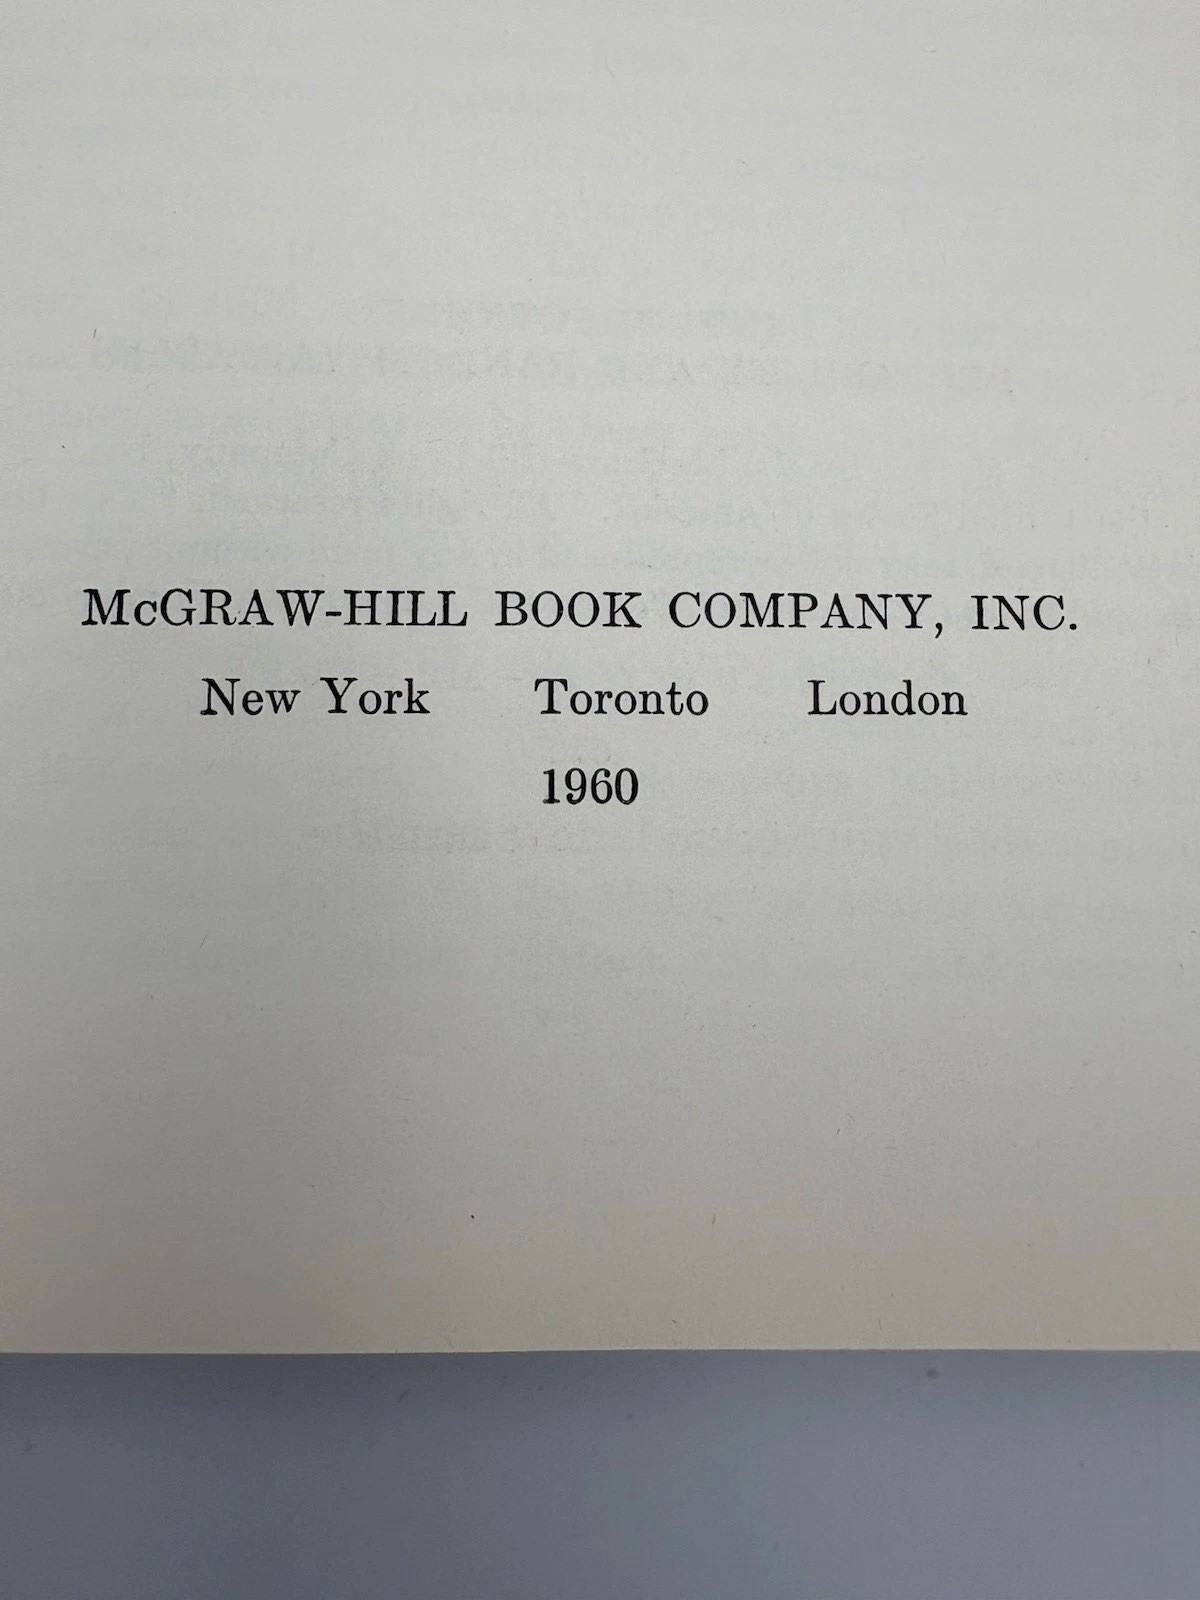 McGRAW-HILL BOOK COMPANY, INC.
New York Toronto London
1960